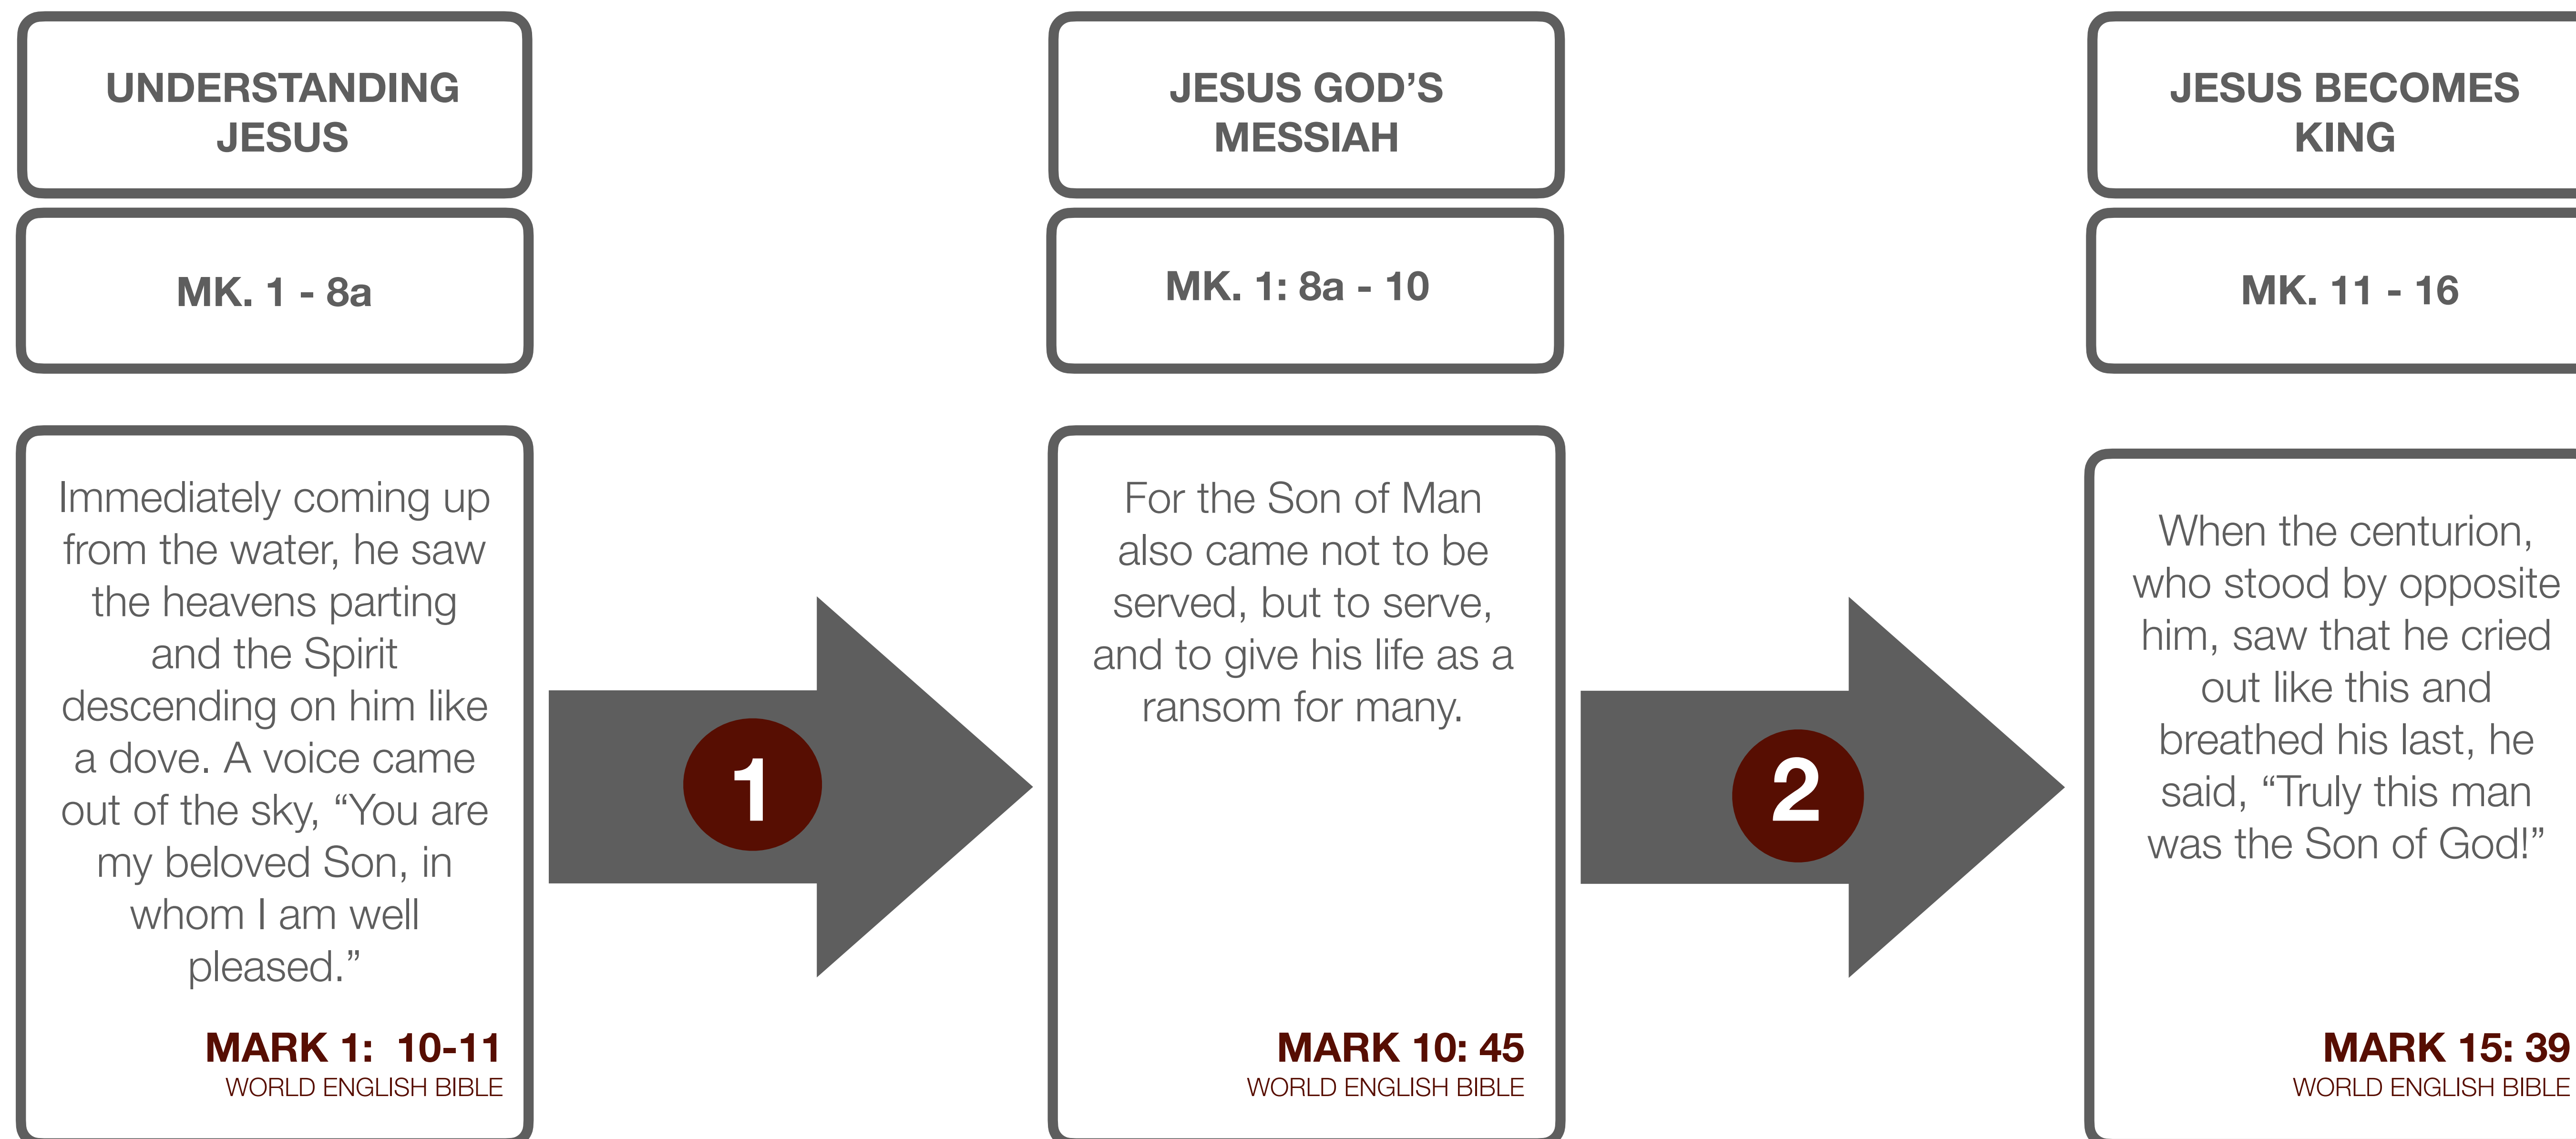 UNDERSTANDING
JESUS
MK. 1 - 8a
Immediately coming up
from the water, he saw
the heavens parting
and the Spirit
descending on him like
a dove. A voice came
out of the sky, “You are
my beloved Son, in
whom I am well
pleased.”
MARK 1:  10-11
WORLD ENGLISH BIBLE
1
JESUS GOD’S
MESSIAH
MK. 1: 8a - 10
For the Son of Man
also came not to be
served, but to serve,
and to give his life as a
ransom for many.
MARK 10: 45
WORLD ENGLISH BIBLE
2
JESUS BECOMES
KING
MK. 11 - 16
When the centurion,
who stood by opposite
him, saw that he cried
out like this and
breathed his last, he
said, “Truly this man
was the Son of God!”
MARK 15: 39
WORLD ENGLISH BIBLE